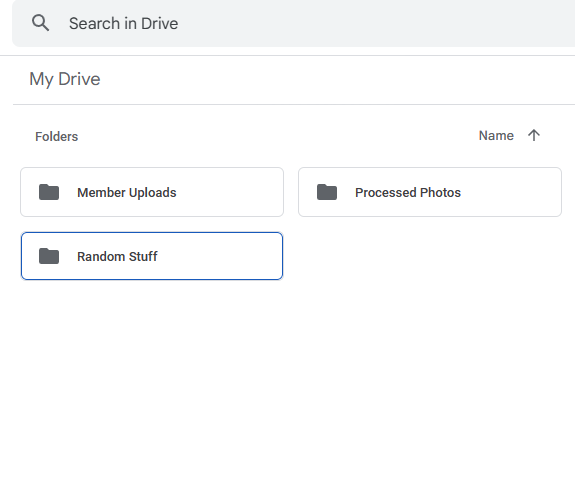 Search in Drive
My Drive
Folders
Name
Member Uploads
Processed Photos
Random Stuff